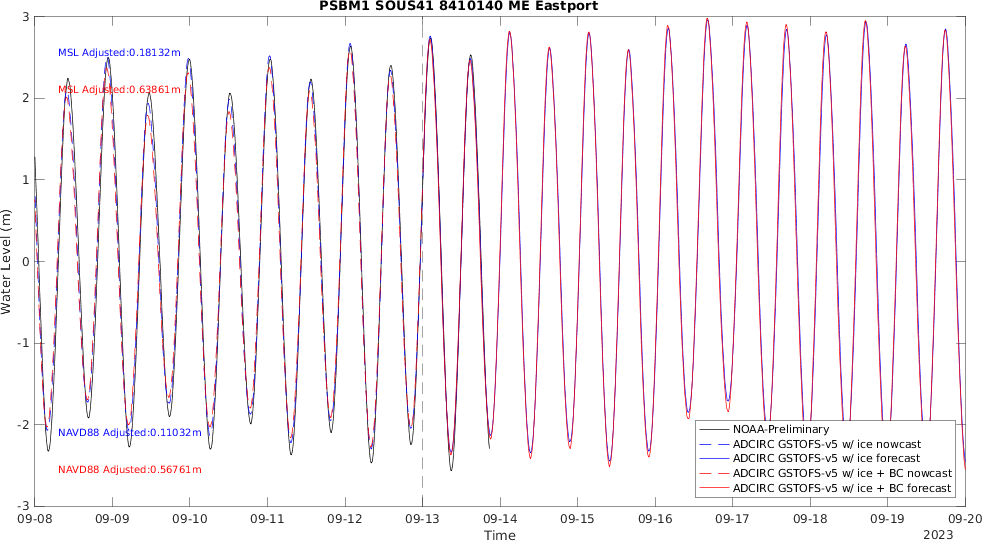 PSBM1 SOUS41 8410140 ME Eastport
3
MSL Adjusted:0.18132m
MSL Adjusted:0.63861m
2
1
Water Level (m)
0
-1
-2
NAVD88 Adjusted:0.11032m
NAVD88 Adjusted:0.56761m
-3
NOAA-Preliminary
ADCIRC GSTOFS-v5 w/ ice nowcast
ADCIRC GSTOFS-v5 w/ ice forecast
ADCIRC GSTOFS-v5 w/ ice + BC nowcast
ADCIRC GSTOFS-v5 w/ ice + BC forecast
09-08 09-09 09-10 09-11 09-12 09-13 09-14 09-15 09-16 09-17 09-18 09-19 09-20
Time
2023